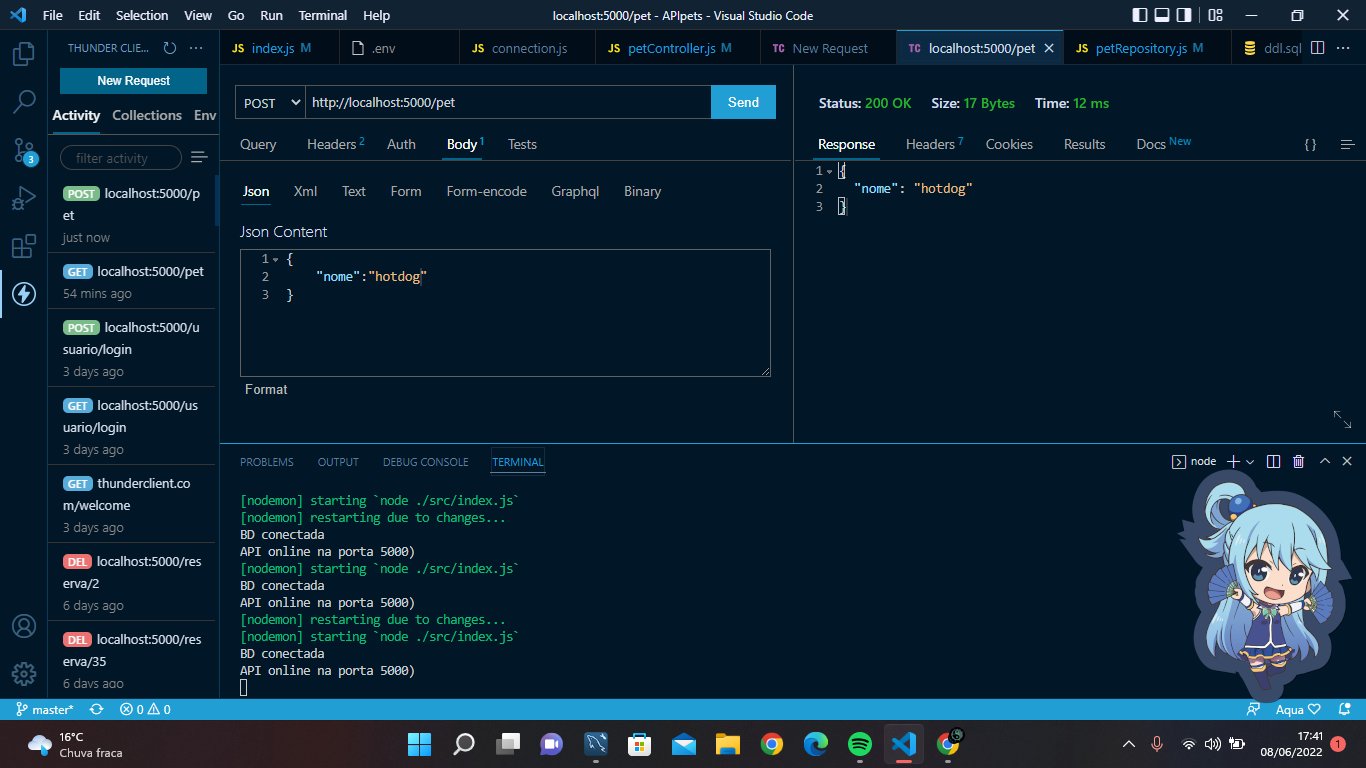 File Edit Selection View Go Run Terminal Help
localhost:5000/pet - APIpets - Visual Studio Code
THUNDER CLIE...
index.js M
.env
connection.js
petController.js M
TC New Request
TC localhost:5000/pet
petRepository.js M
ddl.sql
JS
JS
JS
JS
New Request
Activity Collections Env
filter activity
3
POST localhost:5000/p
et
just now
GET localhost:5000/pet
54 mins ago
POST localhost:5000/u
suario/login
3 days ago
GET localhost:5000/us
uario/login
3 days ago
GET thunderclient.co
m/welcome
3 days ago
DEL localhost:5000/res
erva/2
6 days ago
DEL localhost:5000/res
erva/35
6 days ago
POST http://localhost:5000/pet Send
Query Headers 2 Auth Body 1 Tests
Json Xml Text Form Form-encode Graphql Binary
Json Content
1 {
2 "nome":"hotdog"
3 }
Format
Status: 200 OK Size: 17 Bytes Time: 12 ms
Response Headers 7 Cookies Results Docs New { }
1 {
2 "nome": "hotdog"
3 }
PROBLEMS OUTPUT DEBUG CONSOLE TERMINAL
node
[nodemon] starting `node ./src/index.js`
[nodemon] restarting due to changes...
BD conectada
API online na porta 5000)
[nodemon] starting `node ./src/index.js`
BD conectada
API online na porta 5000)
[nodemon] restarting due to changes...
[nodemon] starting `node ./src/index.js`
BD conectada
API online na porta 5000)
master* 0 0 Aqua
16°C
Chuva fraca
17:41
08/06/2022 1